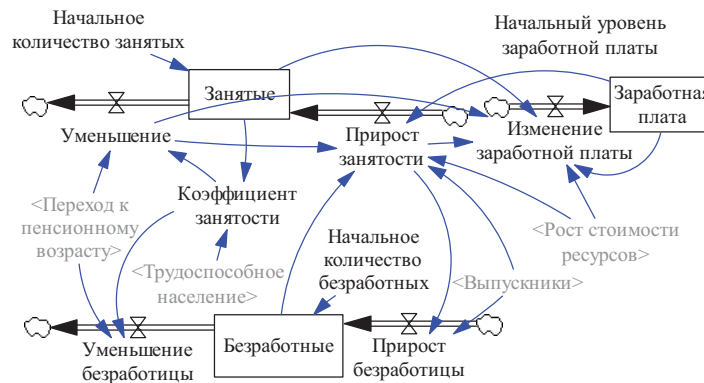 Начальное
количество занятых
Начальный уровень
заработной платы
Занятые
Заработная
плата
Уменьшение
Прирост
занятости
Изменение
заработной платы
Коэффициент
занятости
<Переход к
пенсионному
возрасту>
<Трудоспособное
население>
Начальное
количество
безработных
<Рост стоимости
ресурсов>
<Выпускники>
Уменьшение
безработицы
Безработные
Прирост
безработицы